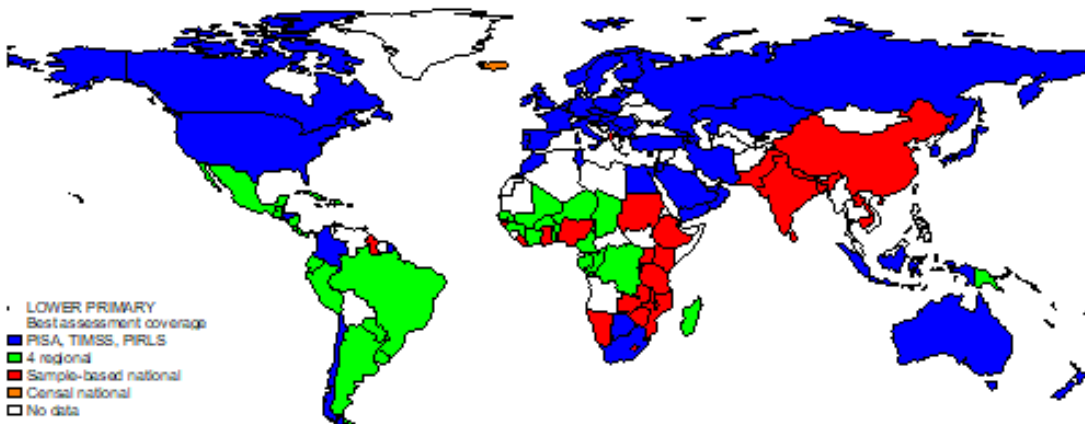 LOWER PRIMARY
Best assessment coverage
PISA, TIMSS, PIRLS
4 regional
Sample-based national
Censal national
No data